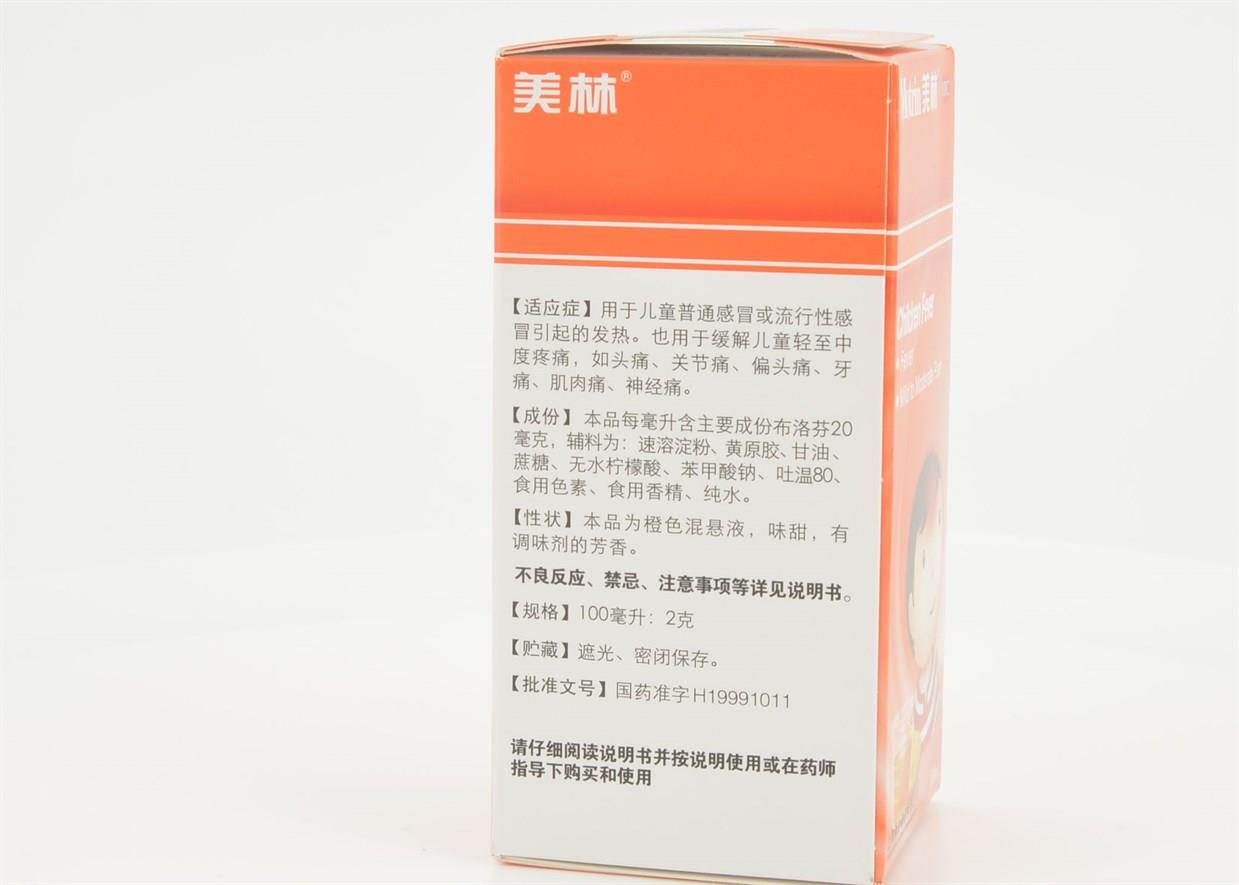 美林®
【适应症】用于儿童普通感冒或流行性感
冒引起的发热。也用于缓解儿童轻至中
度疼痛，如头痛、关节痛、偏头痛、牙
痛、肌肉痛、神经痛。
【成份】本品每毫升含主要成份布洛芬20
毫克，辅料为：速溶淀粉、黄原胶、甘油、
蔗糖、无水柠檬酸、苯甲酸钠、吐温80、
食用色素、食用香精、纯水。
【性状】本品为橙色混悬液，味甜，有
调味剂的芳香。
不良反应、禁忌、注意事项等详见说明书。
【规格】100毫升：2克
【贮藏】遮光、密闭保存。
【批准文号】国药准字H19991011
请仔细阅读说明书并按说明使用或在药师
指导下购买和使用
美林
Children Fever
• Fever
• Mild to Moderate Pain